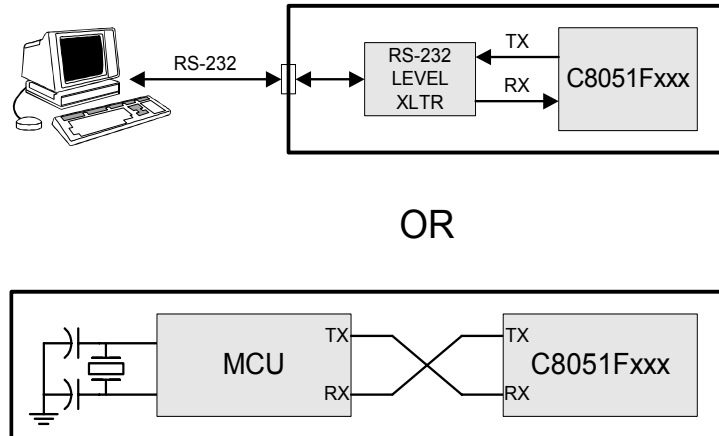 RS-232
RS-232
LEVEL
XLTR
TX
RX
C8051Fxxx
OR
MCU
TX
RX
TX
RX
C8051Fxxx